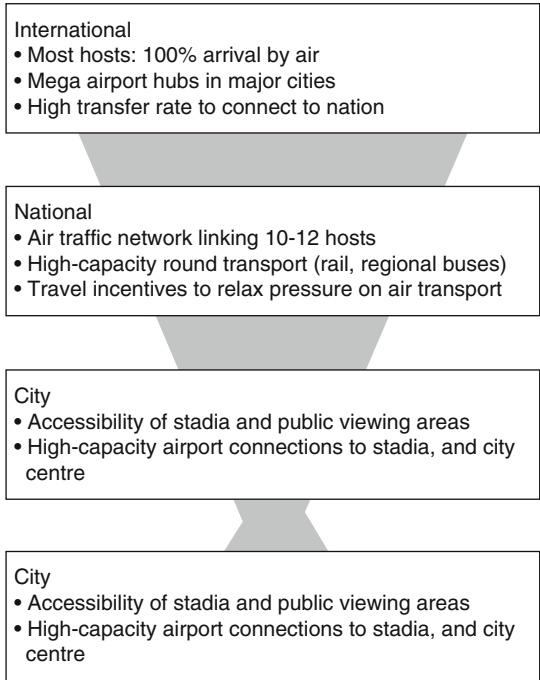 International
• Most hosts: 100% arrival by air
• Mega airport hubs in major cities
• High transfer rate to connect to nation
National
• Air traffic network linking 10-12 hosts
• High-capacity round transport (rail, regional buses)
• Travel incentives to relax pressure on air transport
City
• Accessibility of stadia and public viewing areas
• High-capacity airport connections to stadia, and city
centre
City
• Accessibility of stadia and public viewing areas
• High-capacity airport connections to stadia, and city
centre